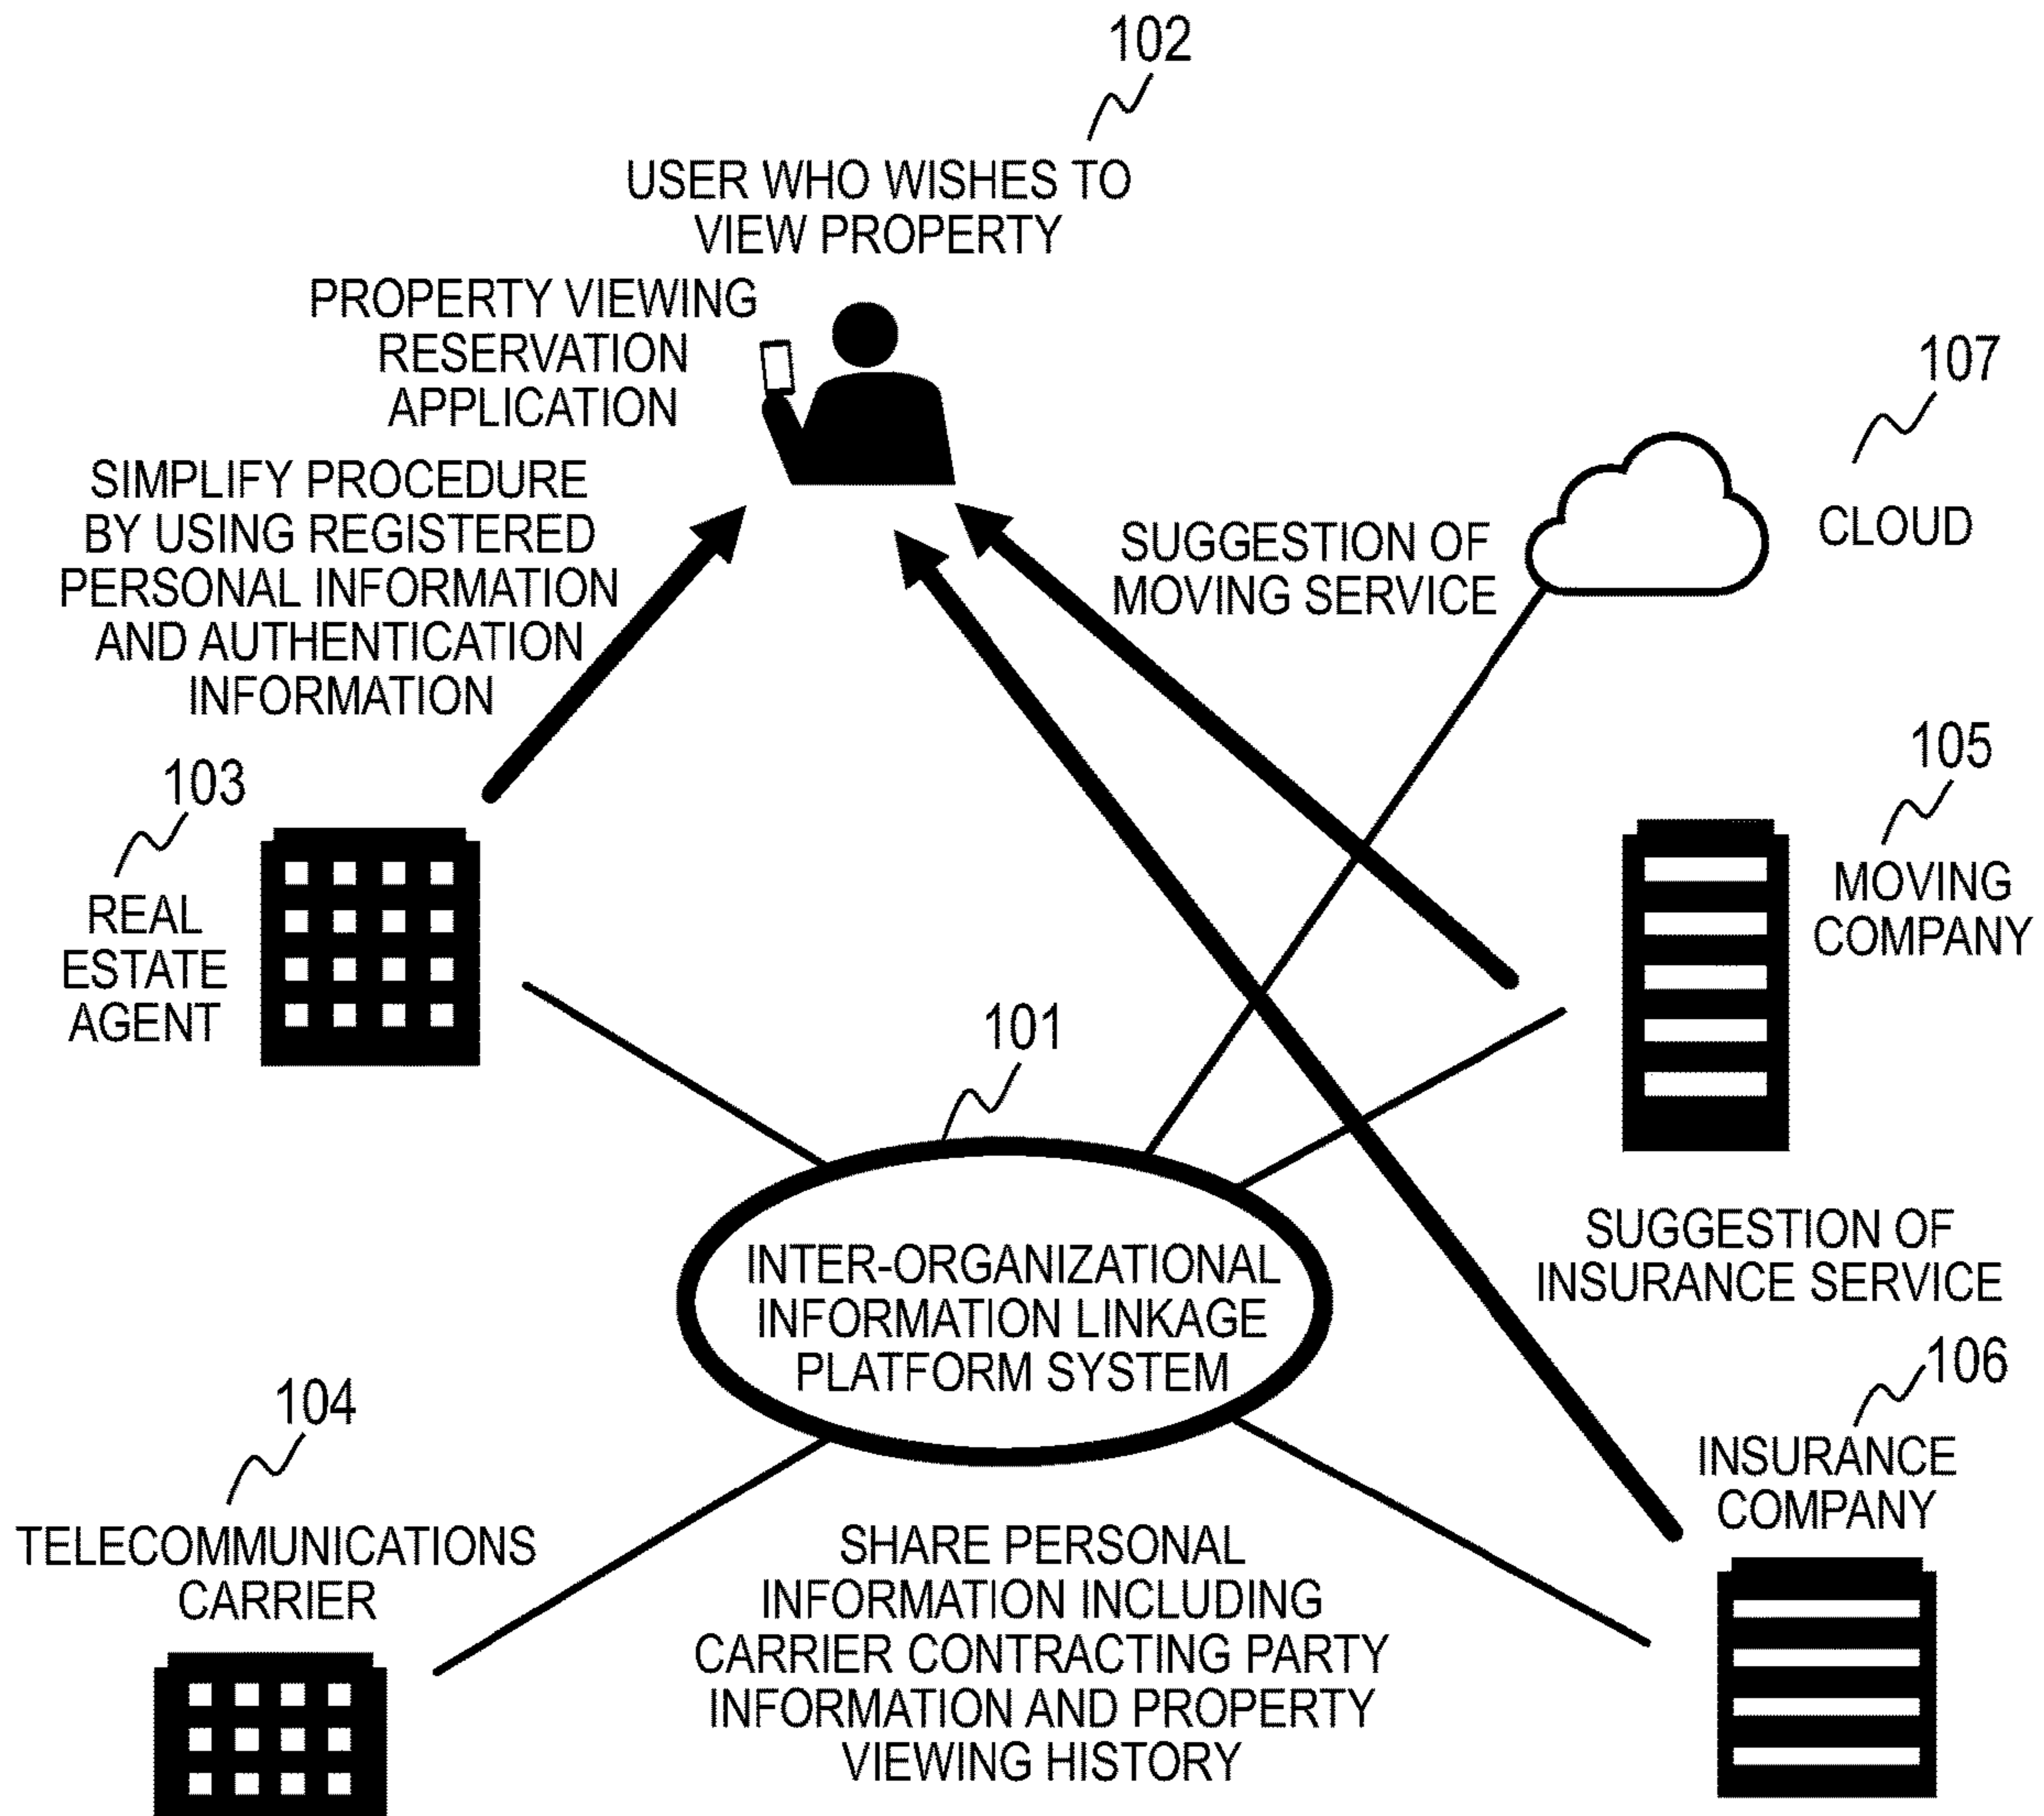 102
USER WHO WISHES TO
VIEW PROPERTY
PROPERTY VIEWING
RESERVATION
APPLICATION
SIMPLIFY PROCEDURE
BY USING REGISTERED
PERSONAL INFORMATION
AND AUTHENTICATION
INFORMATION
107
CLOUD
SUGGESTION OF
MOVING SERVICE
103
REAL
ESTATE
AGENT
105
MOVING
COMPANY
101
INTER-ORGANIZATIONAL
INFORMATION LINKAGE
PLATFORM SYSTEM
SUGGESTION OF
INSURANCE SERVICE
104
TELECOMMUNICATIONS
CARRIER
106
INSURANCE
COMPANY
SHARE PERSONAL
INFORMATION INCLUDING
CARRIER CONTRACTING PARTY
INFORMATION AND PROPERTY
VIEWING HISTORY